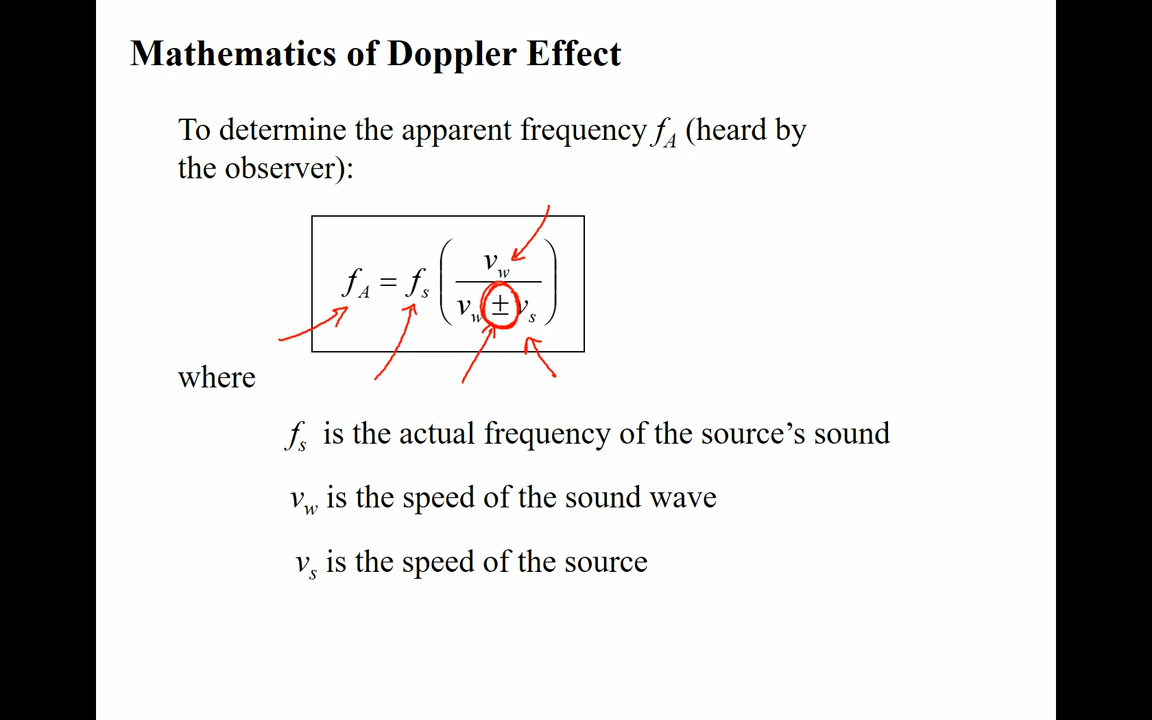 Mathematics of Doppler Effect
To determine the apparent frequency f_A (heard by
the observer):
f_A = f_s ( v_w / (v_w ± v_s) )
where
f_s is the actual frequency of the source’s sound
v_w is the speed of the sound wave
v_s is the speed of the source